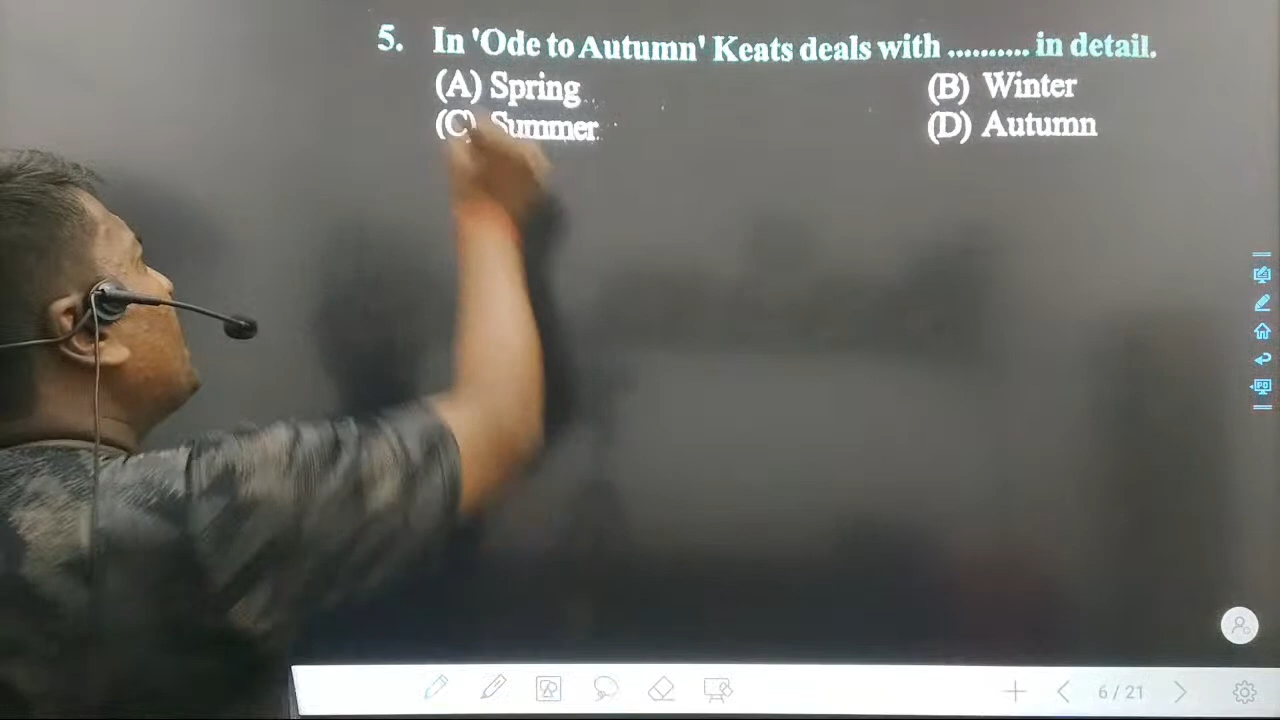 5. In 'Ode to Autumn' Keats deals with .......... in detail.
(A) Spring (B) Winter
(C) Summer (D) Autumn
6 / 21